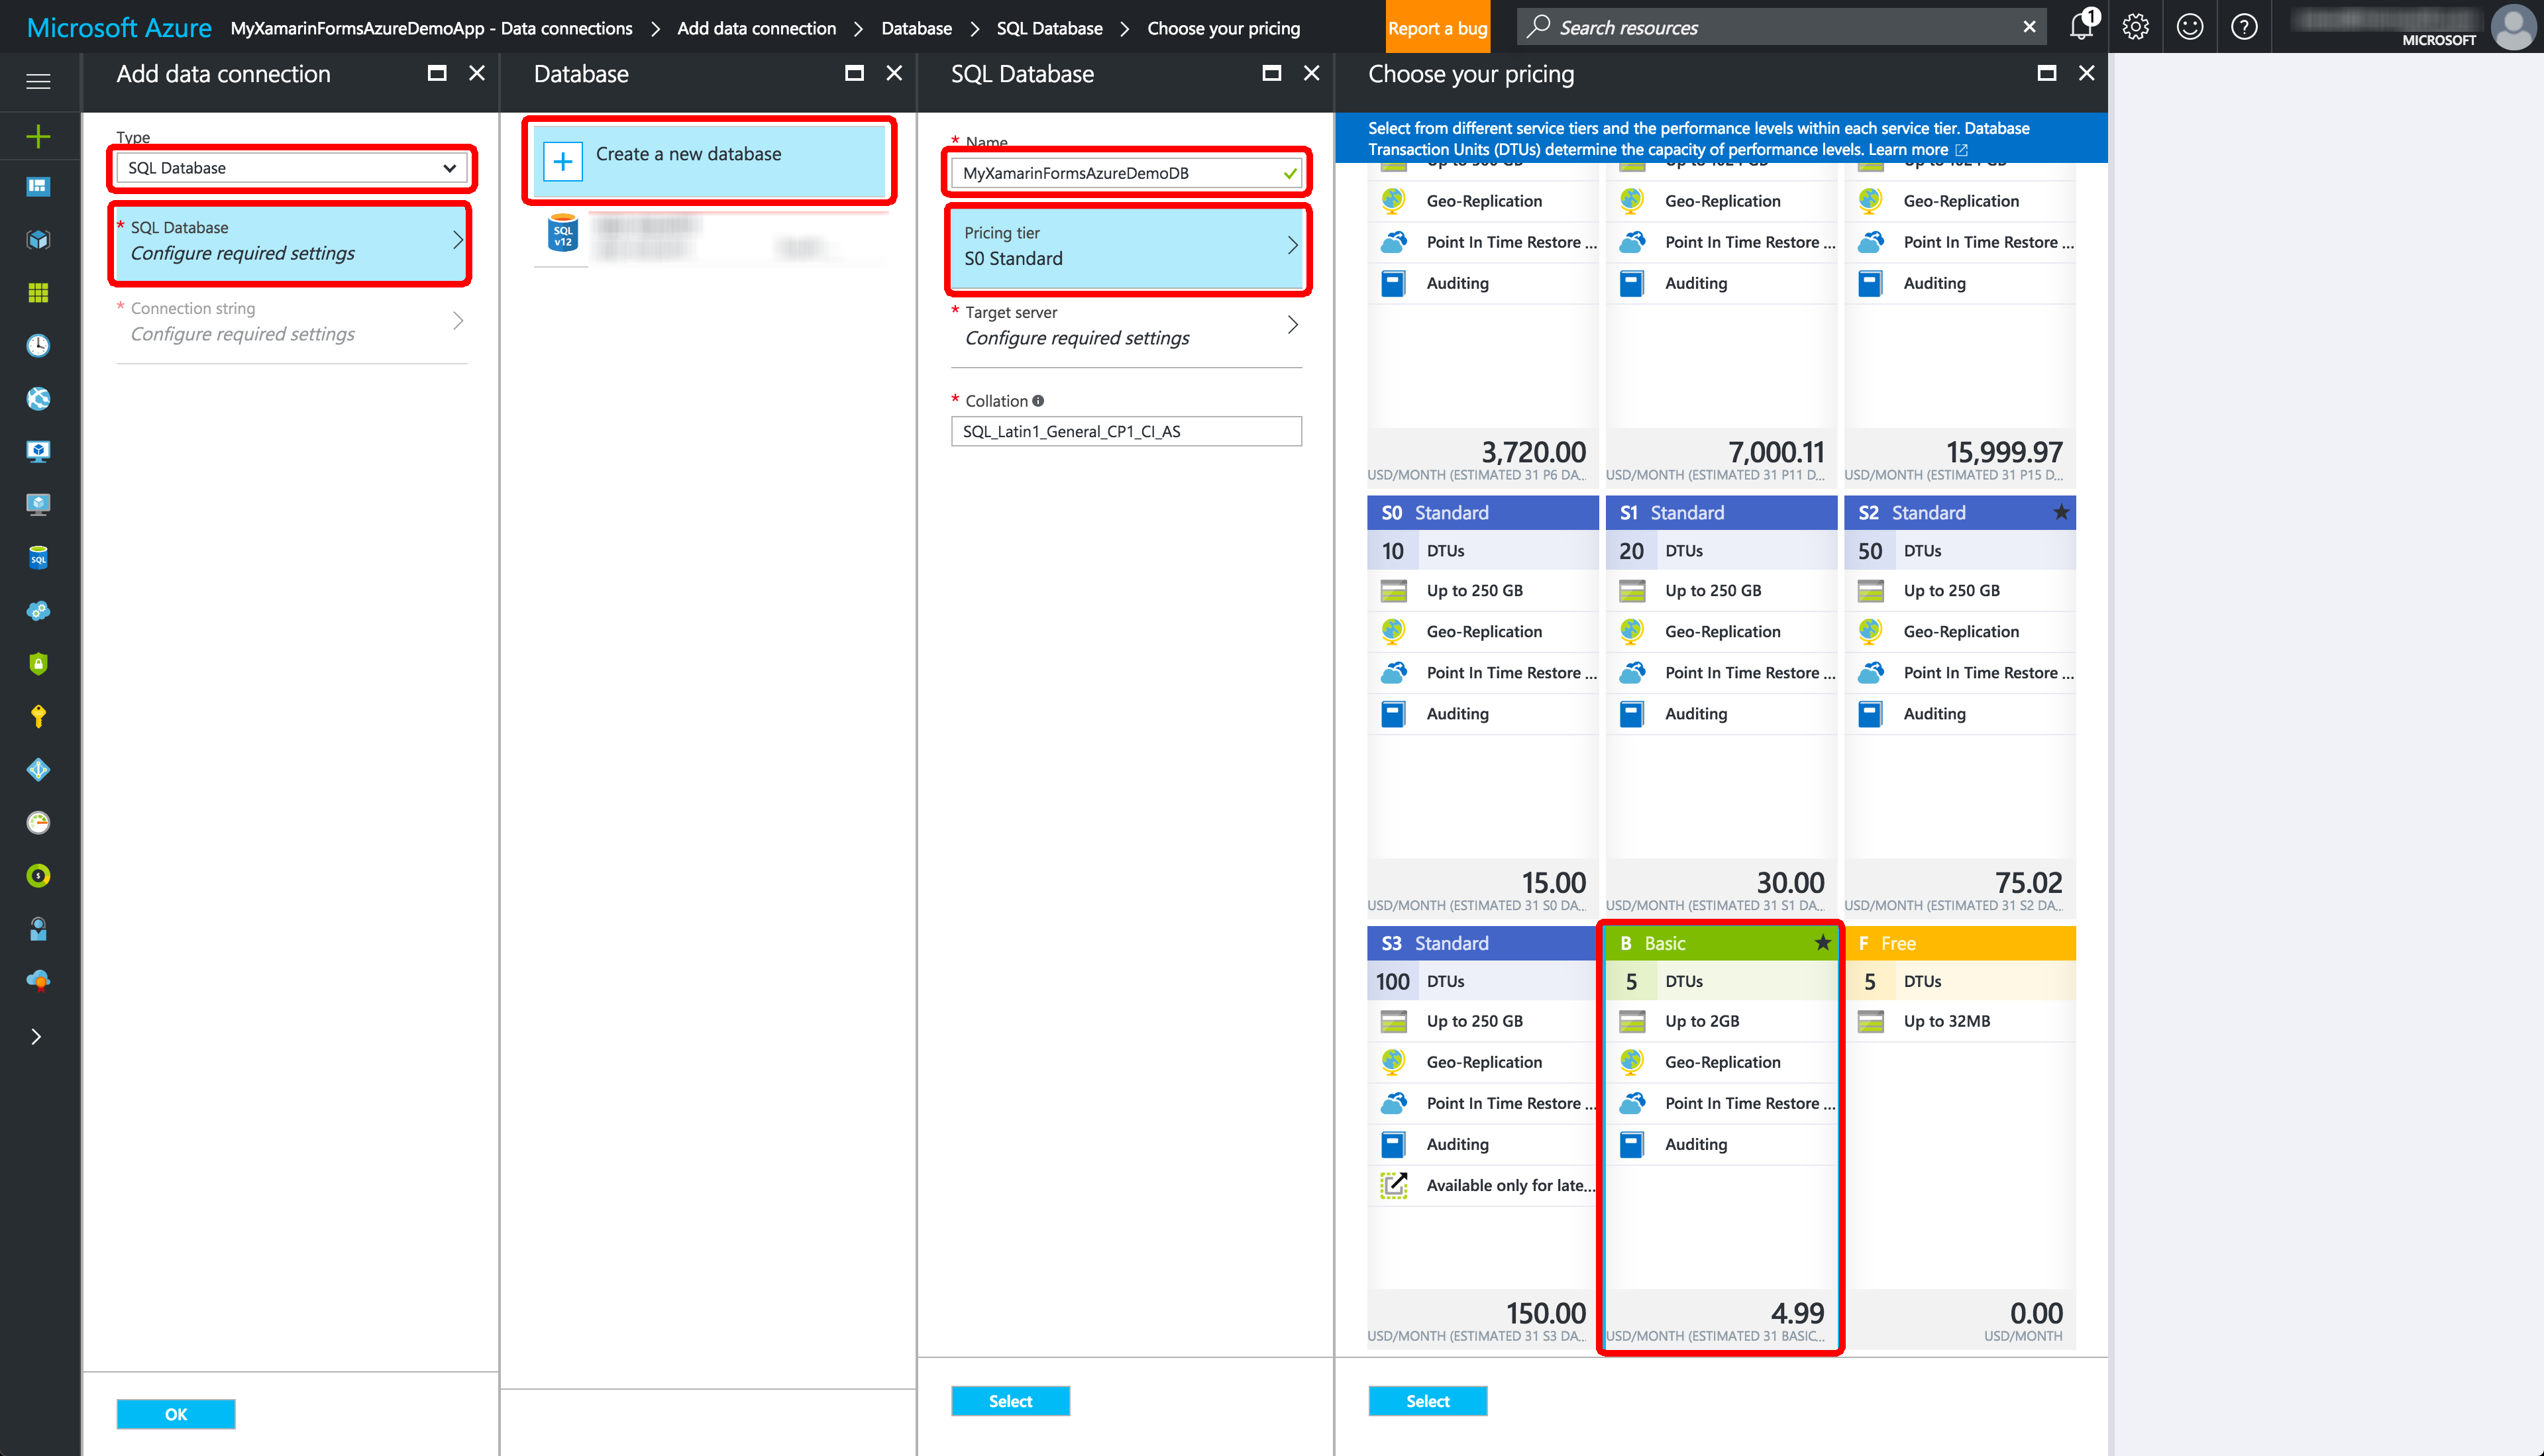 Microsoft Azure MyXamarinFormsAzureDemoApp - Data connections > Add data connection > Database > SQL Database > Choose your pricing
Report a bug
Search resources
1
MICROSOFT
Add data connection
Type
SQL Database
* SQL Database
Configure required settings
* Connection string
Configure required settings
OK
Database
Create a new database
SQL
v12
SQL
SQL Database
* Name
MyXamarinFormsAzureDemoDB
Pricing tier
S0 Standard
* Target server
Configure required settings
* Collation
SQL_Latin1_General_CP1_CI_AS
Select
Choose your pricing
Select from different service tiers and the performance levels within each service tier. Database
Transaction Units (DTUs) determine the capacity of performance levels. Learn more
Geo-Replication
Point In Time Restore ...
Auditing
3,720.00
USD/MONTH (ESTIMATED 31 P6 DA...
Geo-Replication
Point In Time Restore ...
Auditing
7,000.11
USD/MONTH (ESTIMATED 31 P11 D...
Geo-Replication
Point In Time Restore ...
Auditing
15,999.97
USD/MONTH (ESTIMATED 31 P15 D...
S0 Standard
10 DTUs
Up to 250 GB
Geo-Replication
Point In Time Restore ...
Auditing
15.00
USD/MONTH (ESTIMATED 31 S0 DA...
S1 Standard
20 DTUs
Up to 250 GB
Geo-Replication
Point In Time Restore ...
Auditing
30.00
USD/MONTH (ESTIMATED 31 S1 DA...
S2 Standard
50 DTUs
Up to 250 GB
Geo-Replication
Point In Time Restore ...
Auditing
75.02
USD/MONTH (ESTIMATED 31 S2 DA...
S3 Standard
100 DTUs
Up to 250 GB
Geo-Replication
Point In Time Restore ...
Auditing
Available only for late...
150.00
USD/MONTH (ESTIMATED 31 S3 DA...
B Basic
5 DTUs
Up to 2GB
Geo-Replication
Point In Time Restore ...
Auditing
4.99
USD/MONTH (ESTIMATED 31 BASIC...
F Free
5 DTUs
Up to 32MB
0.00
USD/MONTH
Select